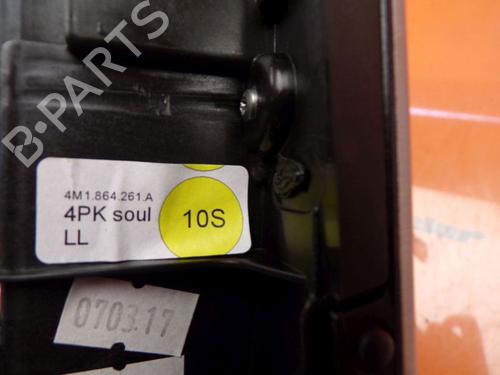 B-PARTS
4M1.864.261.A
4PK soul
LL
10S
0703.17